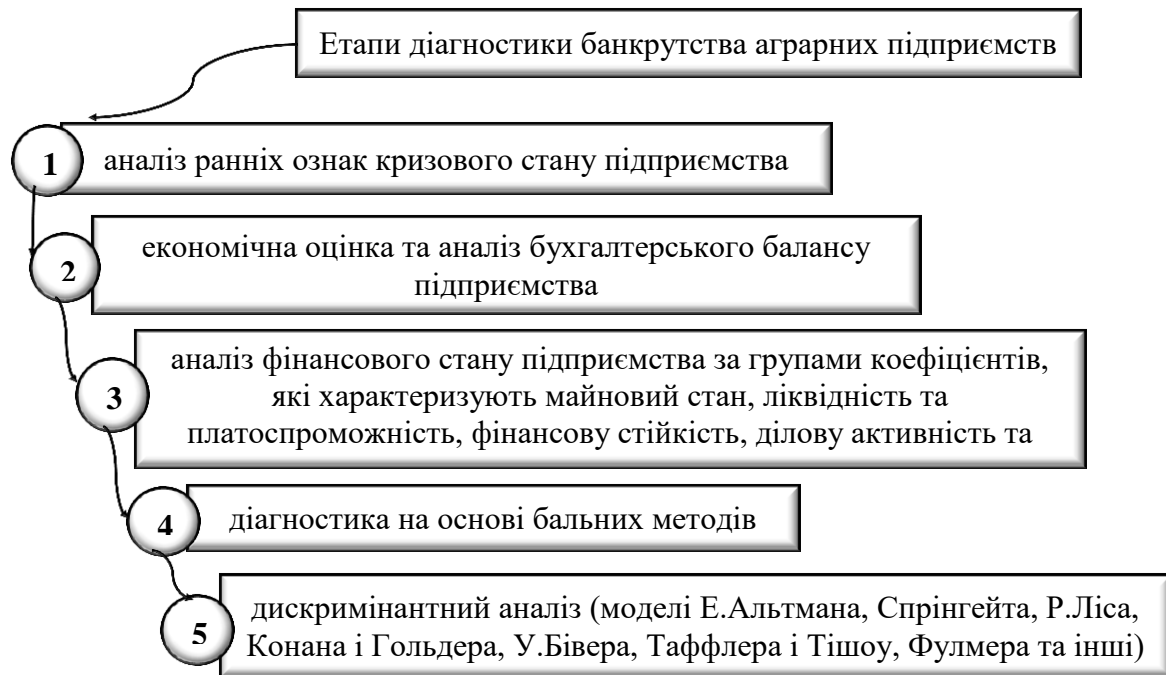 Етапи діагностики банкрутства аграрних підприємств
1
аналіз ранніх ознак кризового стану підприємства
2
економічна оцінка та аналіз бухгалтерського балансу
підприємства
3
аналіз фінансового стану підприємства за групами коефіцієнтів,
які характеризують майновий стан, ліквідність та
платоспроможність, фінансову стійкість, ділову активність та
4
діагностика на основі бальних методів
5
дискримінантний аналіз (моделі Е.Альтмана, Спрінгейта, Р.Ліса,
Конана і Гольдера, У.Бівера, Таффлера і Тішоу, Фулмера та інші)